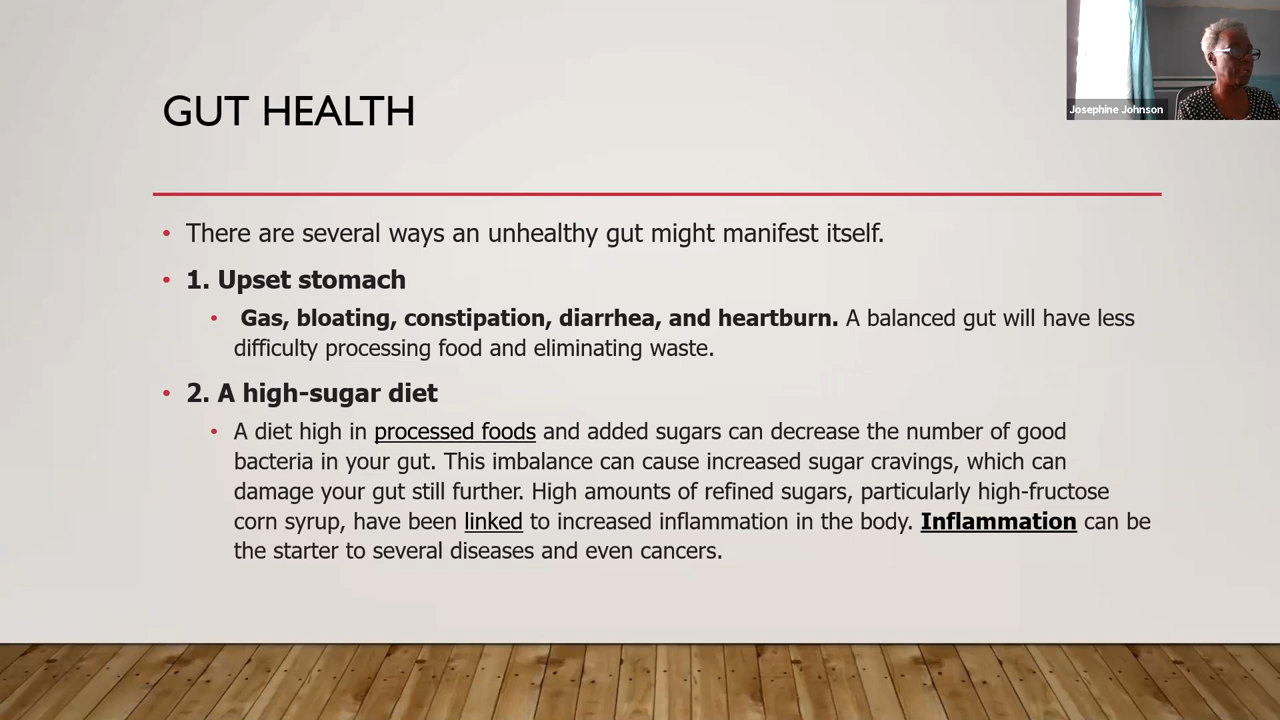 Josephine Johnson
GUT HEALTH
• There are several ways an unhealthy gut might manifest itself.
• 1. Upset stomach
• Gas, bloating, constipation, diarrhea, and heartburn. A balanced gut will have less
difficulty processing food and eliminating waste.
• 2. A high-sugar diet
• A diet high in processed foods and added sugars can decrease the number of good
bacteria in your gut. This imbalance can cause increased sugar cravings, which can
damage your gut still further. High amounts of refined sugars, particularly high-fructose
corn syrup, have been linked to increased inflammation in the body. Inflammation can be
the starter to several diseases and even cancers.